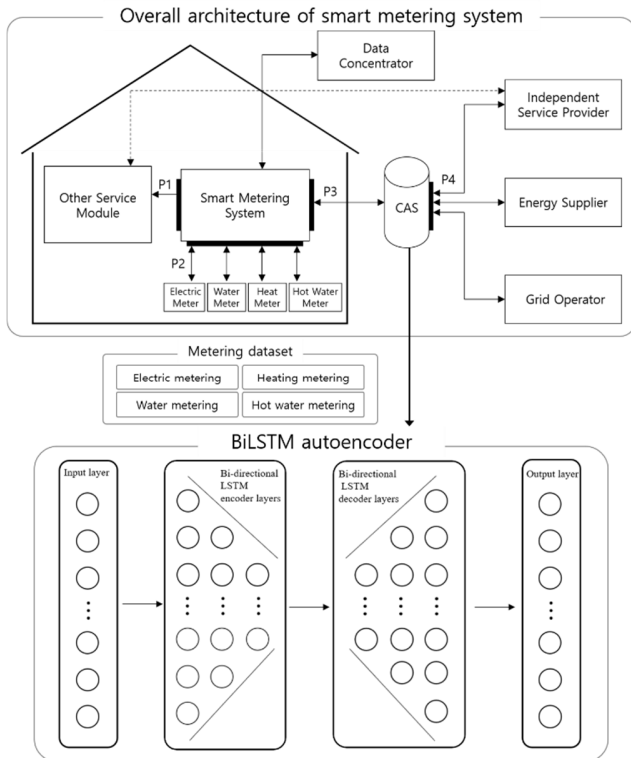 Overall architecture of smart metering system
Data
Concentrator
Independent
Service Provider
Other Service
Module
P1
Smart Metering
System
P3
CAS
P4
Energy Supplier
P2
Electric
Meter
Water
Meter
Heat
Meter
Hot Water
Meter
Grid Operator
Metering dataset
Electric metering
Heating metering
Water metering
Hot water metering
BiLSTM autoencoder
Input layer
Bi-directional
LSTM
encoder layers
Bi-directional
LSTM
decoder layers
Output layer